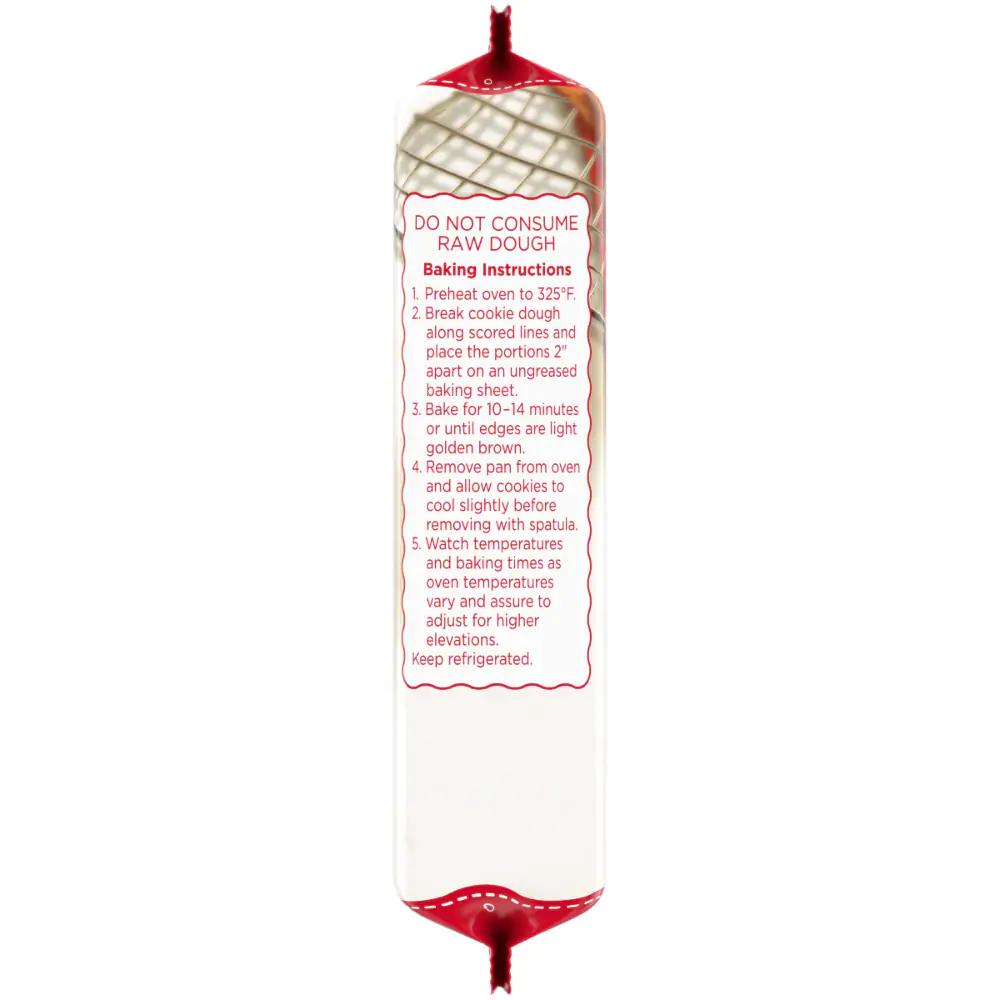 DO NOT CONSUME
RAW DOUGH
Baking Instructions
1. Preheat oven to 325°F.
2. Break cookie dough
along scored lines and
place the portions 2"
apart on an ungreased
baking sheet.
3. Bake for 10-14 minutes
or until edges are light
golden brown.
4. Remove pan from oven
and allow cookies to
cool slightly before
removing with spatula.
5. Watch temperatures
and baking times as
oven temperatures
vary and assure to
adjust for higher
elevations.
Keep refrigerated.